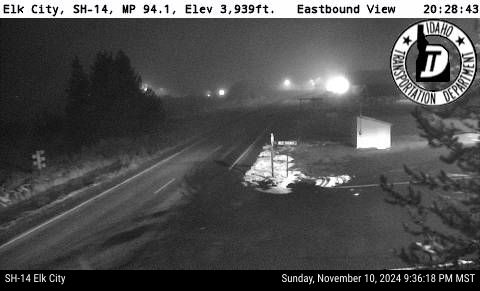 Elk City, SH-14, MP 94.1, Elev 3,939ft. Eastbound View 20:28:43
IDAHO
TRANSPORTATION DEPARTMENT
SH-14 Elk City
Sunday, November 10, 2024 9:36:18 PM MST